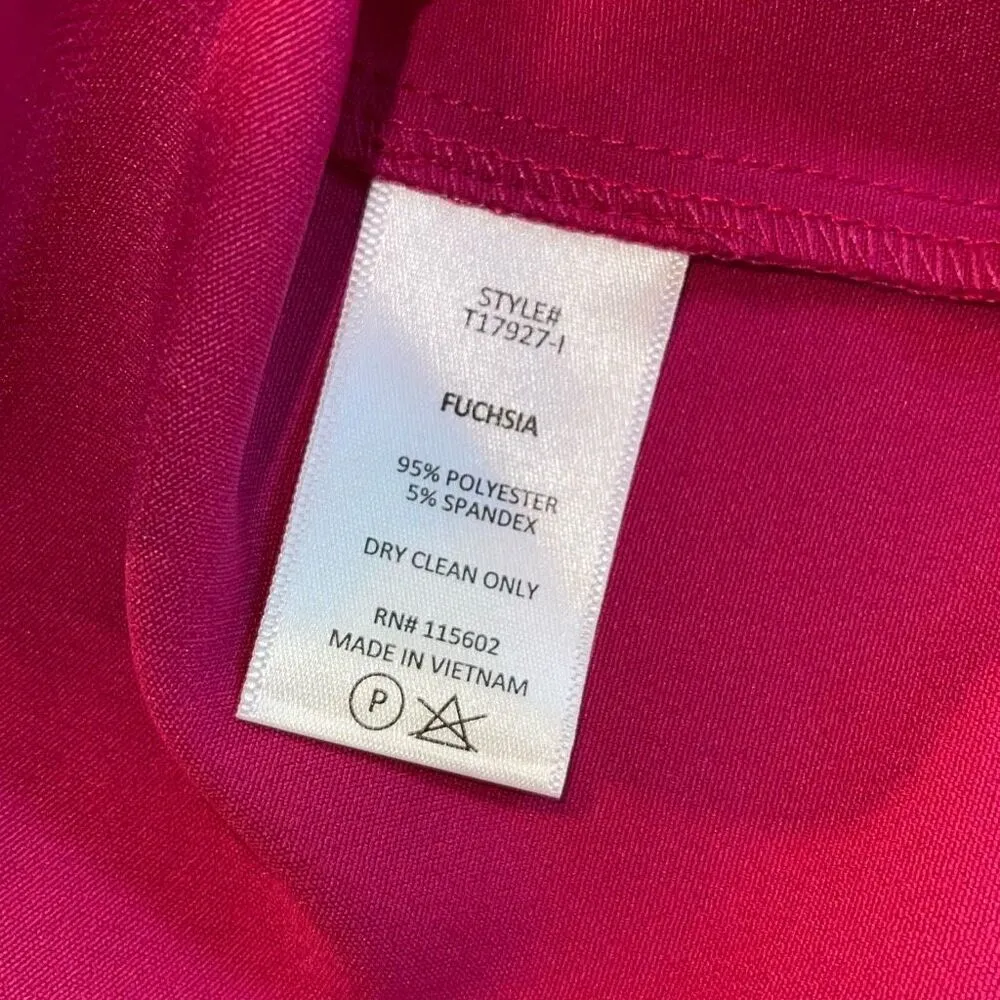 STYLE#
T17927-I
FUCHSIA
95% POLYESTER
5% SPANDEX
DRY CLEAN ONLY
RN# 115602
MADE IN VIETNAM
P